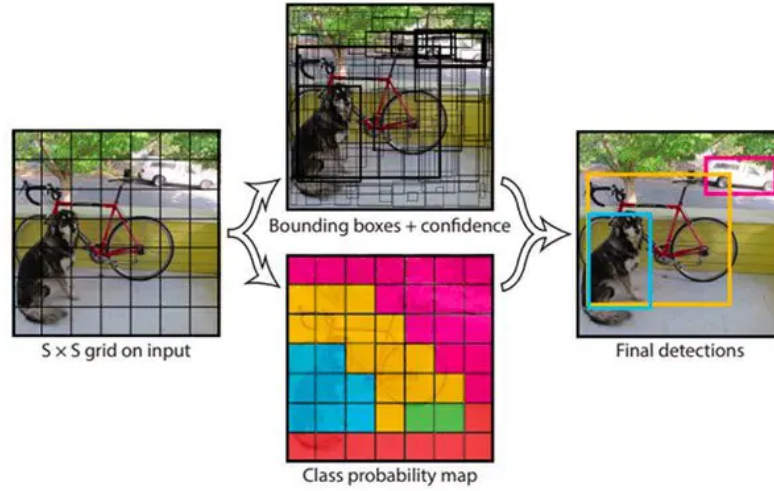 Bounding boxes + confidence
S × S grid on input
Final detections
Class probability map